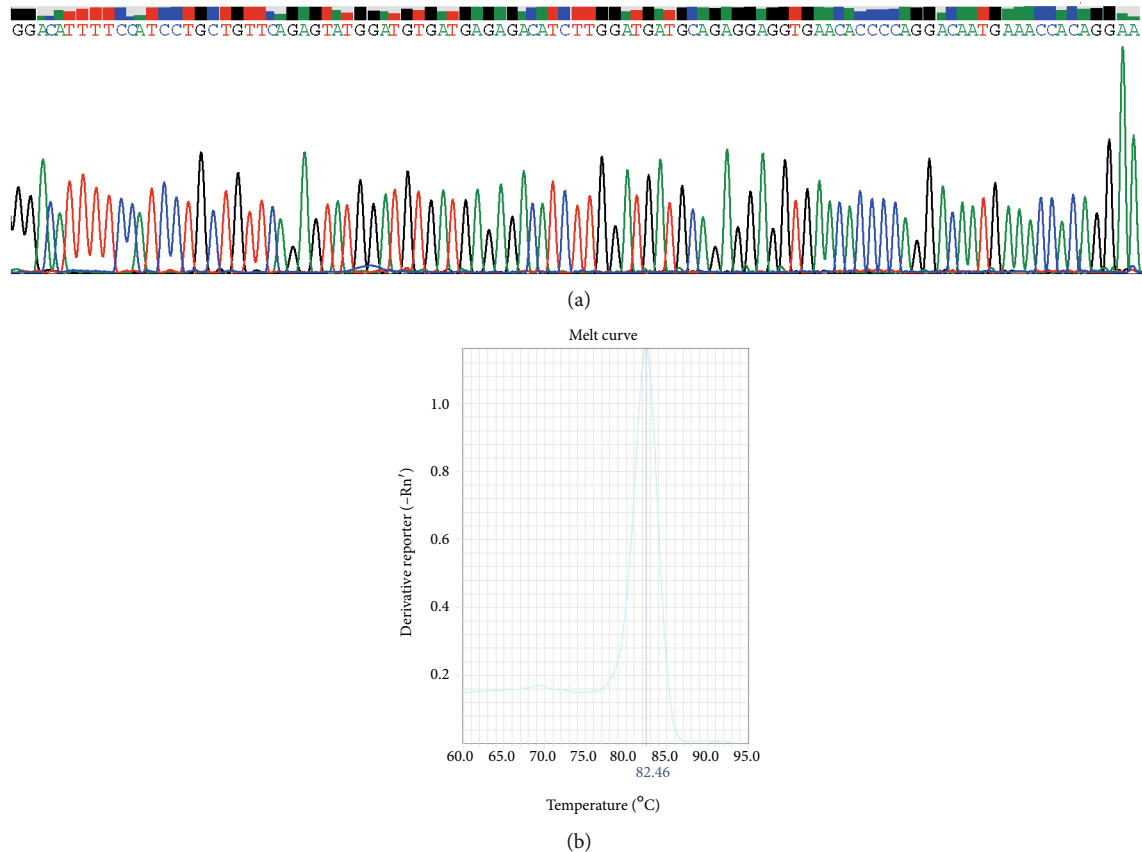 GGACATTTTCCATCCTGCTGTTCAGAGTATGGATGTGATGAGAGACATCTTGGATGATGCAGAGGAGGTGAACACCCCAGGACAATGAAACCACAGGAA
(a)
Melt curve
1.0
0.8
0.6
0.4
0.2
Derivative reporter (–Rn′)
60.0 65.0 70.0 75.0 80.0 85.0 90.0 95.0
82.46
Temperature (°C)
(b)